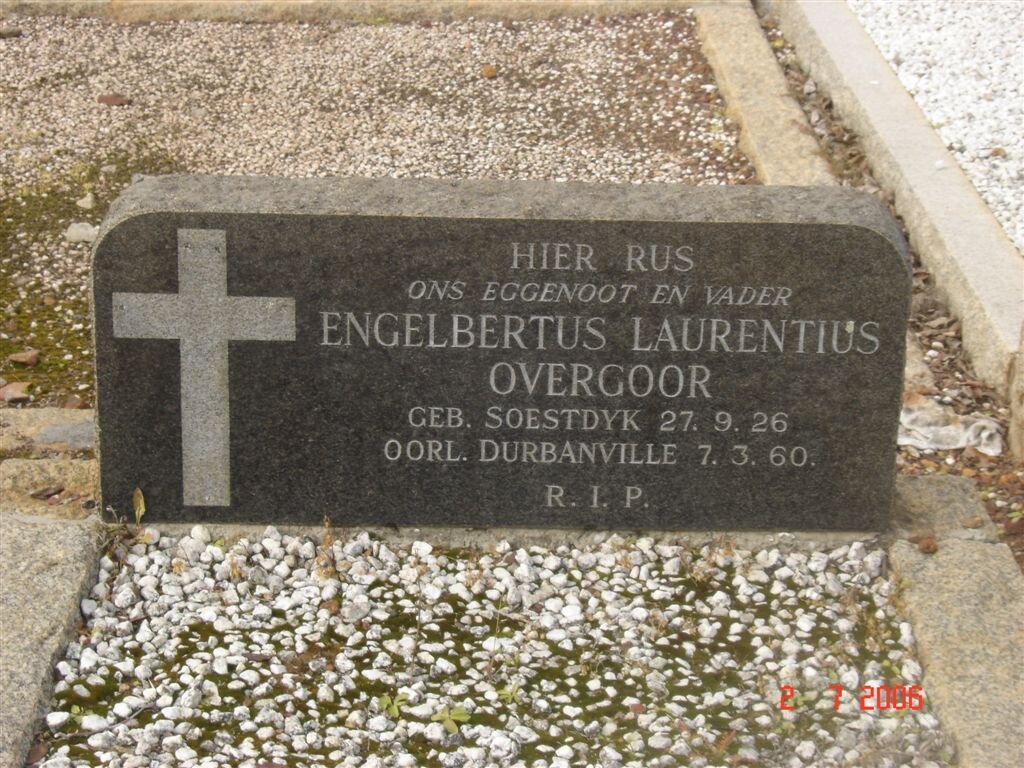 HIER RUS
ONS EGGENOOT EN VADER
ENGELBERTUS LAURENTIUS
OVERGOOR
GEB. SOESTDYK 27. 9. 26
OORL. DURBANVILLE 7. 3. 60.
R. I. P.
2 7 2006